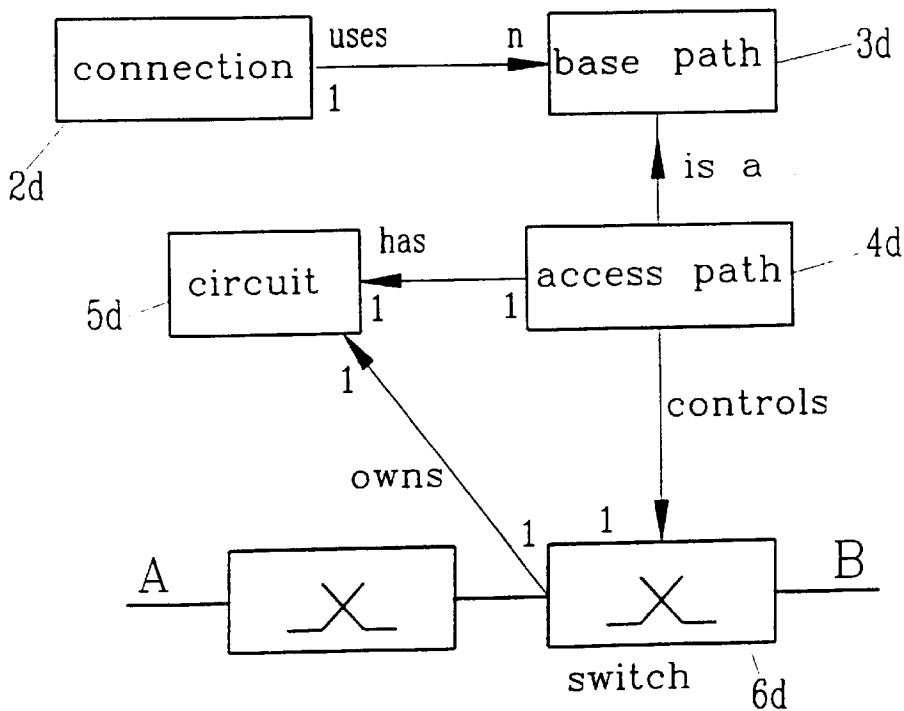 uses n
connection
base path
3d
1
2d
is a
has
circuit
access path
4d
5d
1 1
1
controls
owns
1 1
A
B
switch
6d